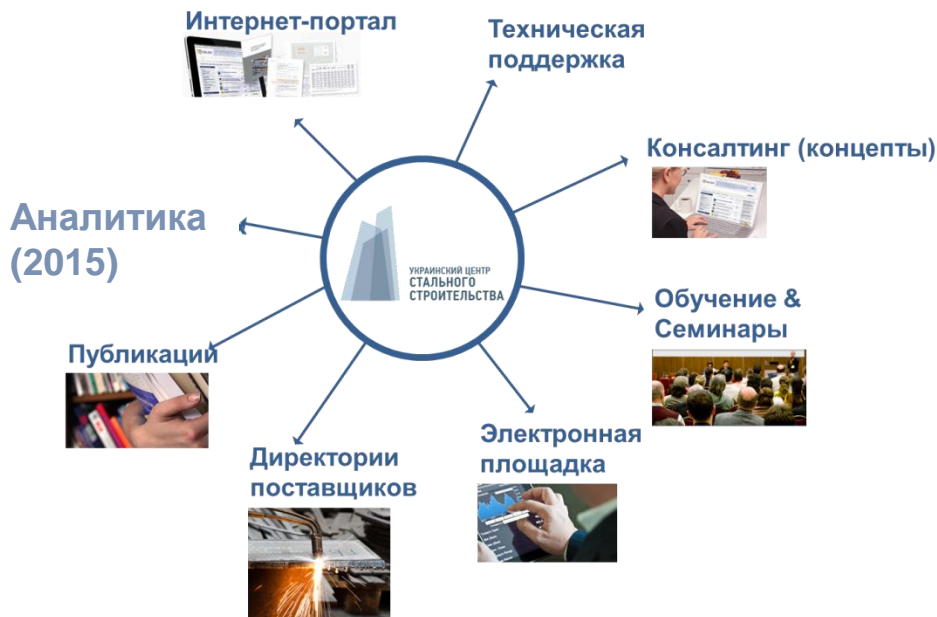 Интернет-портал
Техническая
поддержка
Консалтинг (концепты)
Аналитика
(2015)
УКРАИНСКИЙ ЦЕНТР
СТАЛЬНОГО
СТРОИТЕЛЬСТВА
Обучение &
Семинары
Публикации
Электронная
площадка
Директории
поставщиков